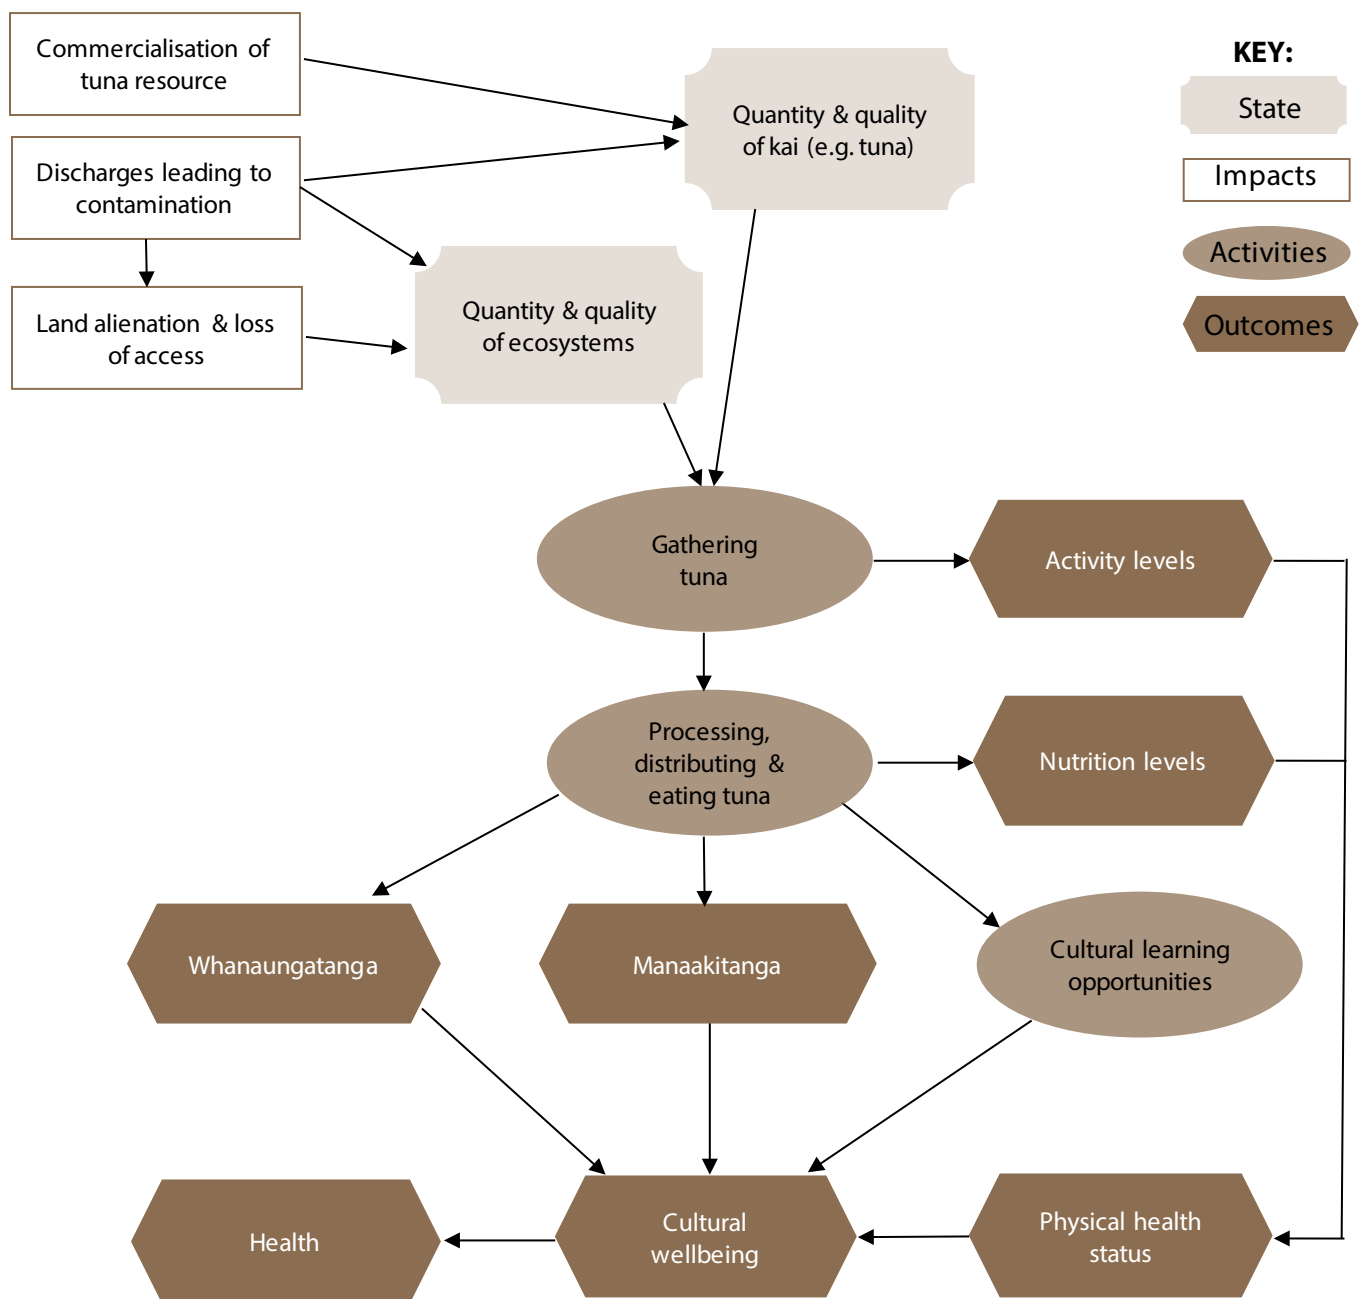 Commercialisation of
tuna resource
Discharges leading to
contamination
Land alienation & loss
of access
Quantity & quality
of kai (e.g. tuna)
Quantity & quality
of ecosystems
KEY:
State
Impacts
Activities
Outcomes
Gathering
tuna
Activity levels
Processing,
distributing &
eating tuna
Nutrition levels
Whanaungatanga
Manaakitanga
Cultural learning
opportunities
Health
Cultural
wellbeing
Physical health
status